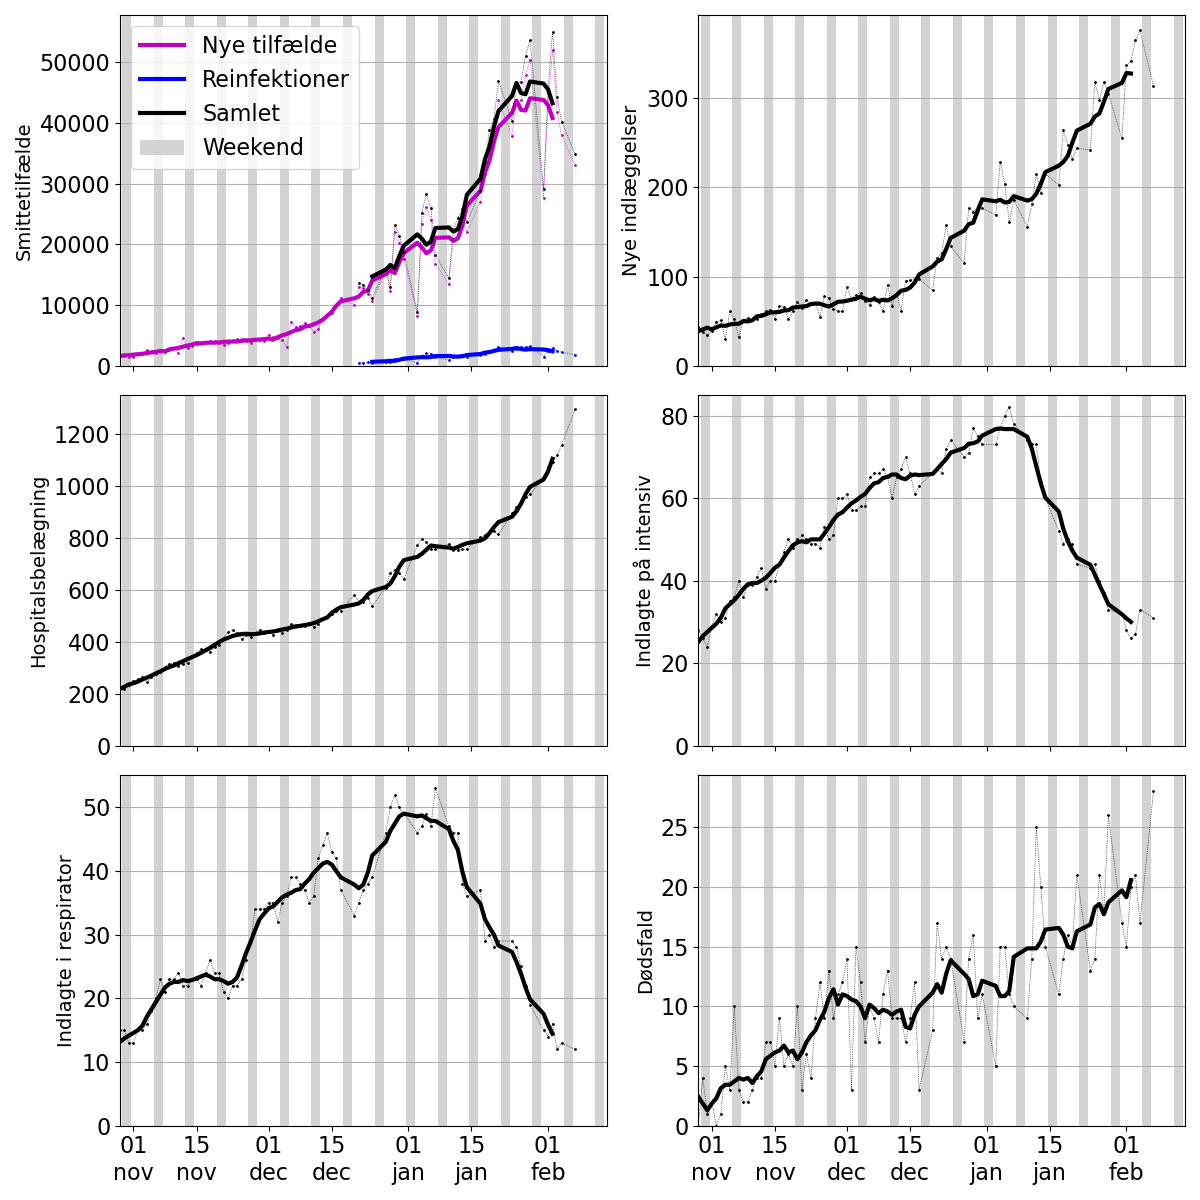 Smittetilfælde
50000
40000
30000
20000
10000
0
Nye tilfælde
Reinfektioner
Samlet
Weekend
Nye indlæggelser
300
200
100
0
Hospitalsbelægning
1200
1000
800
600
400
200
0
Indlagte på intensiv
80
60
40
20
0
Indlagte i respirator
50
40
30
20
10
0
01 15 01 15 01 15 01
nov nov dec dec jan jan feb
Dødsfald
25
20
15
10
5
0
01 15 01 15 01 15 01
nov nov dec dec jan jan feb